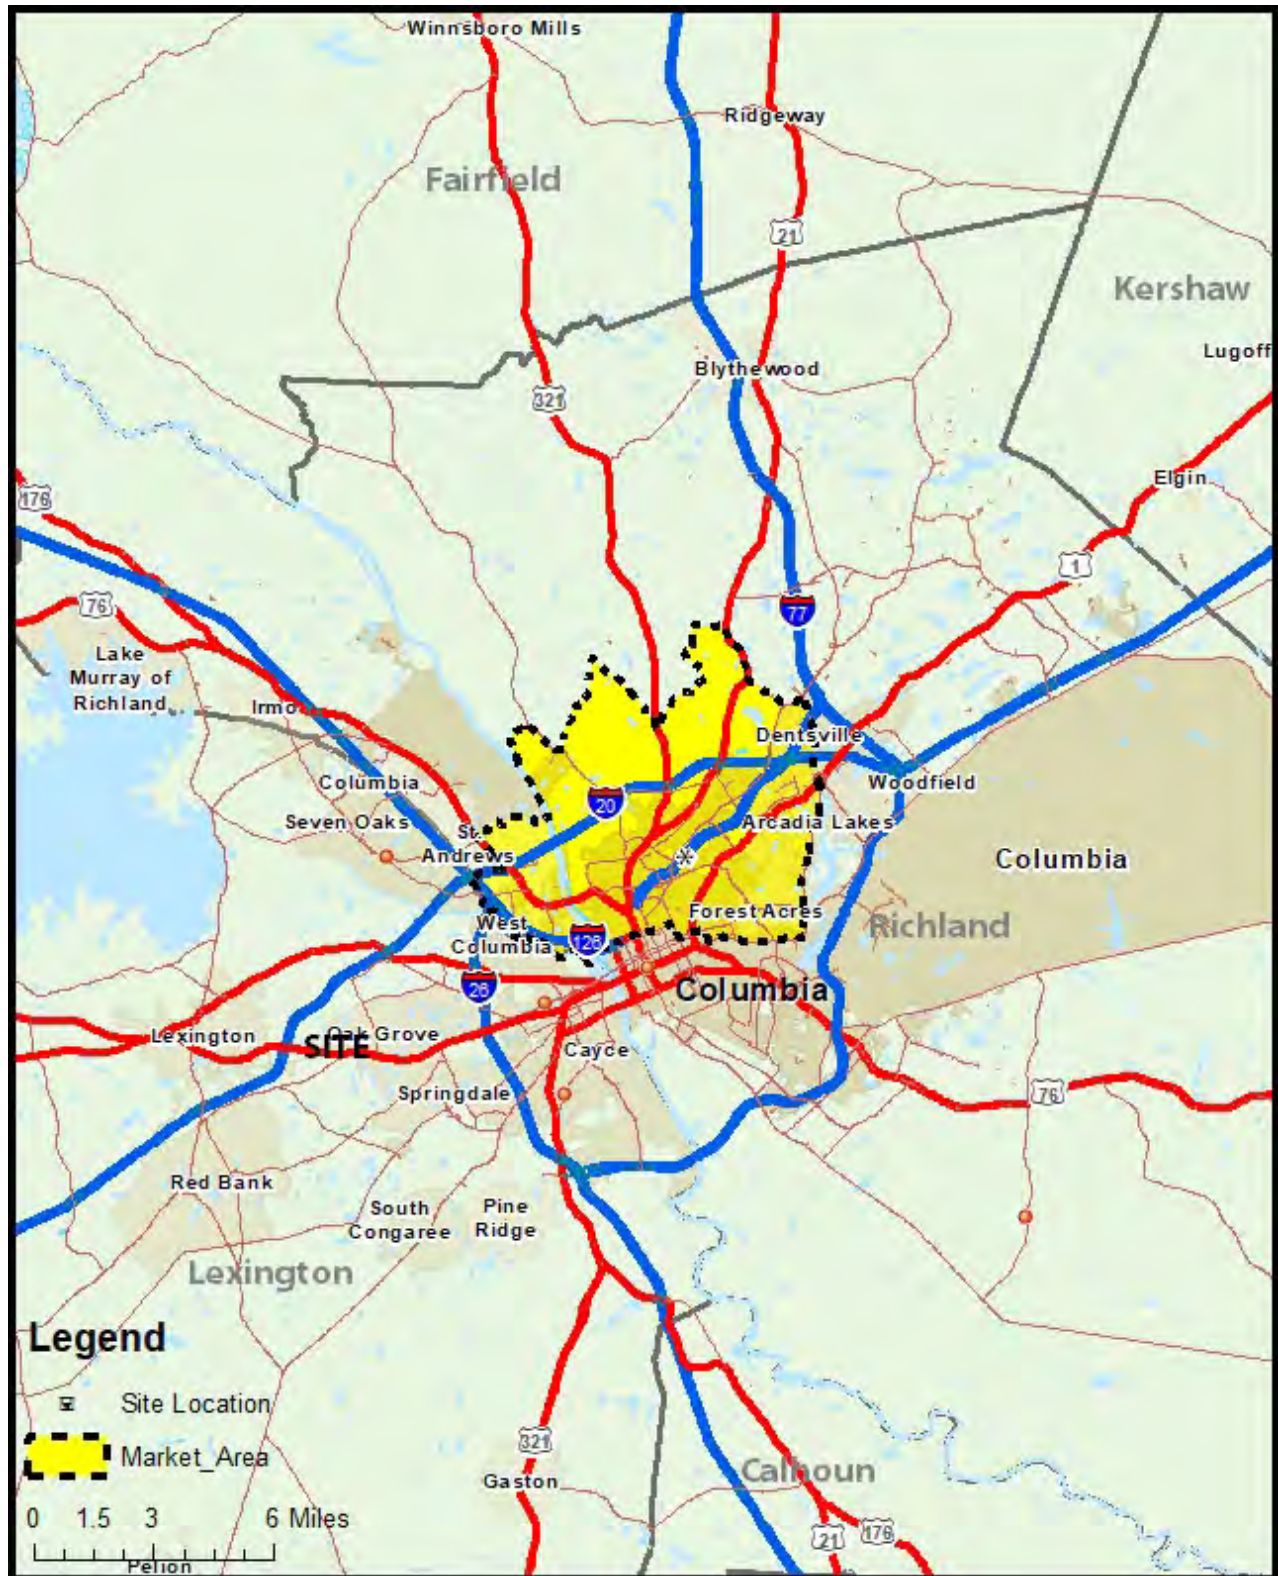 Winnsboro Mills
Ridgeway
Fairfield
21
Kershaw
Lugoff
Blythewood
321
Elgin
176
1
76
77
Lake
Murray of
Richland
Irmo
Dentsville
Columbia
Woodfield
20
Seven Oaks
St.
Andrews
Arcadia Lakes
*
Columbia
Forest Acres
Richland
West
Columbia
126
26
Columbia
Lexington
Oak Grove
SITE
Cayce
Springdale
76
Red Bank
South
Congaree
Pine
Ridge
Lexington
Legend
Site Location
Market_Area
321
Calhoun
Gaston
0 1.5 3 6 Miles
21
176
Pelion